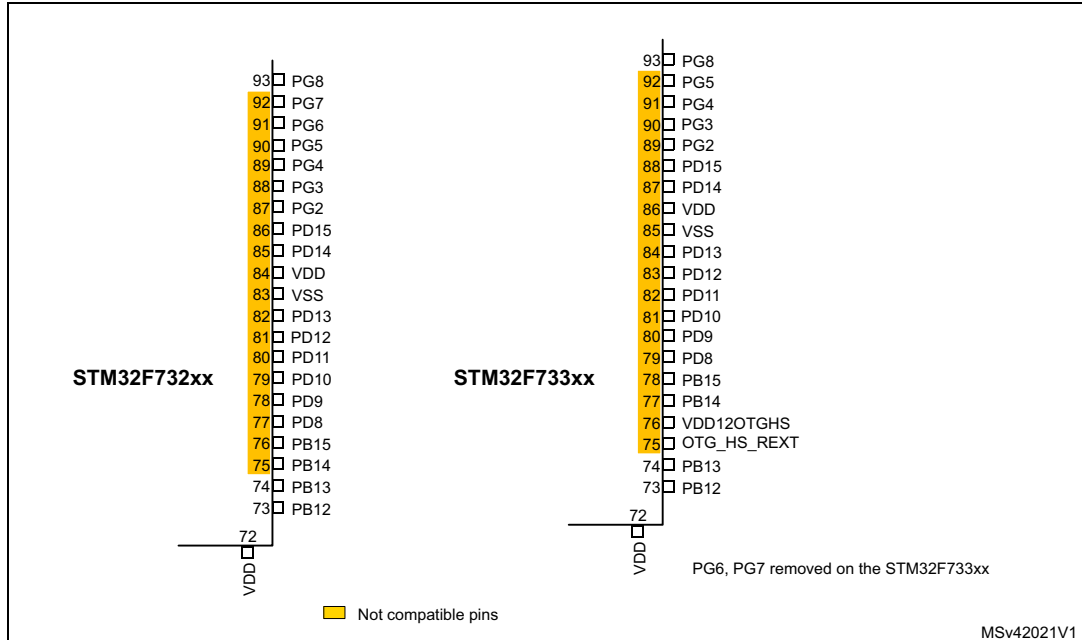 93 PG8
92 PG7
91 PG6
90 PG5
89 PG4
88 PG3
87 PG2
86 PD15
85 PD14
84 VDD
83 VSS
82 PD13
81 PD12
80 PD11
79 PD10
78 PD9
77 PD8
76 PB15
75 PB14
74 PB13
73 PB12
72
VDD
STM32F732xx
93 PG8
92 PG5
91 PG4
90 PG3
89 PG2
88 PD15
87 PD14
86 VDD
85 VSS
84 PD13
83 PD12
82 PD11
81 PD10
80 PD9
79 PD8
78 PB15
77 PB14
76 VDD12OTGHS
75 OTG_HS_REXT
74 PB13
73 PB12
72
VDD
STM32F733xx
PG6, PG7 removed on the STM32F733xx
Not compatible pins
MSv42021V1